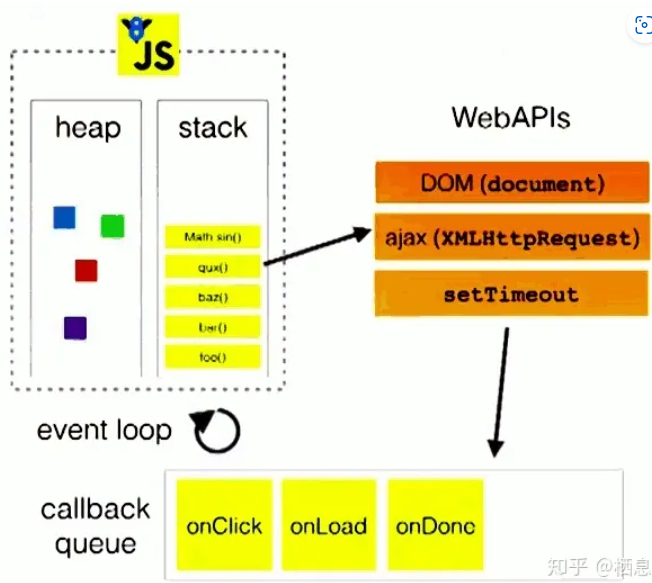 JS
heap
stack
WebAPIs
DOM (document)
ajax (XMLHttpRequest)
setTimeout
Math sin()
qux()
baz()
bar()
foo()
event loop
callback
queue
onClick
onLoad
onDone
知乎 @栖息